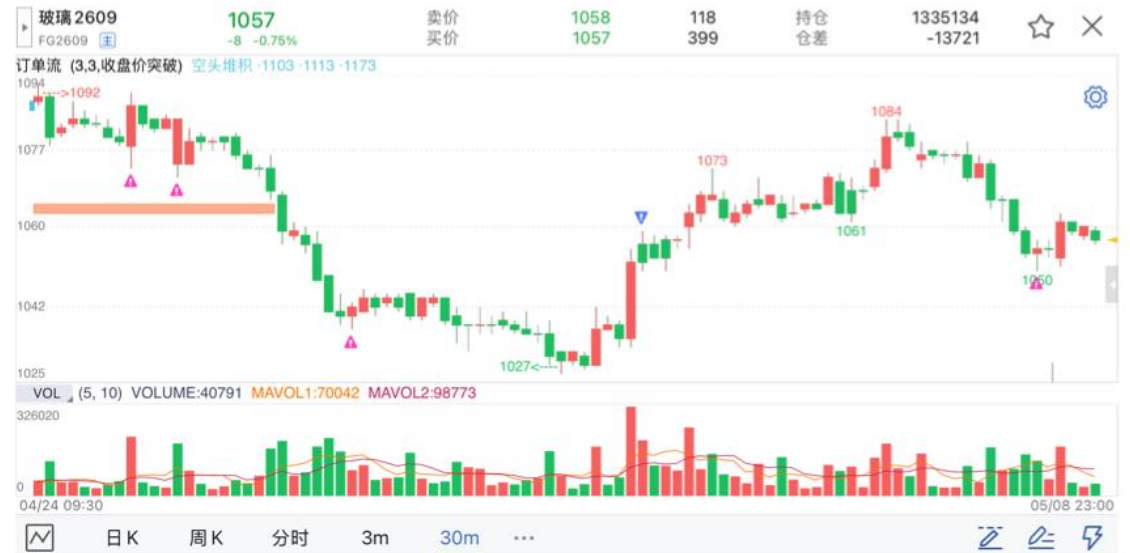 玻璃2609 1057 卖价 1058 118 持仓 1335134
FG2609 主 -8 -0.75% 买价 1057 399 仓差 -13721
订单流 (3,3,收盘价突破) 空头堆积 ·1103 ·1113 ·1173
1094
---->1092
1084
1077
1073
1060
1061
1050
1042
1027<----
1025
VOL (5, 10) VOLUME:40791 MAVOL1:70042 MAVOL2:98773
326020
0
04/24 09:30 05/08 23:00
日K 周K 分时 3m 30m ···